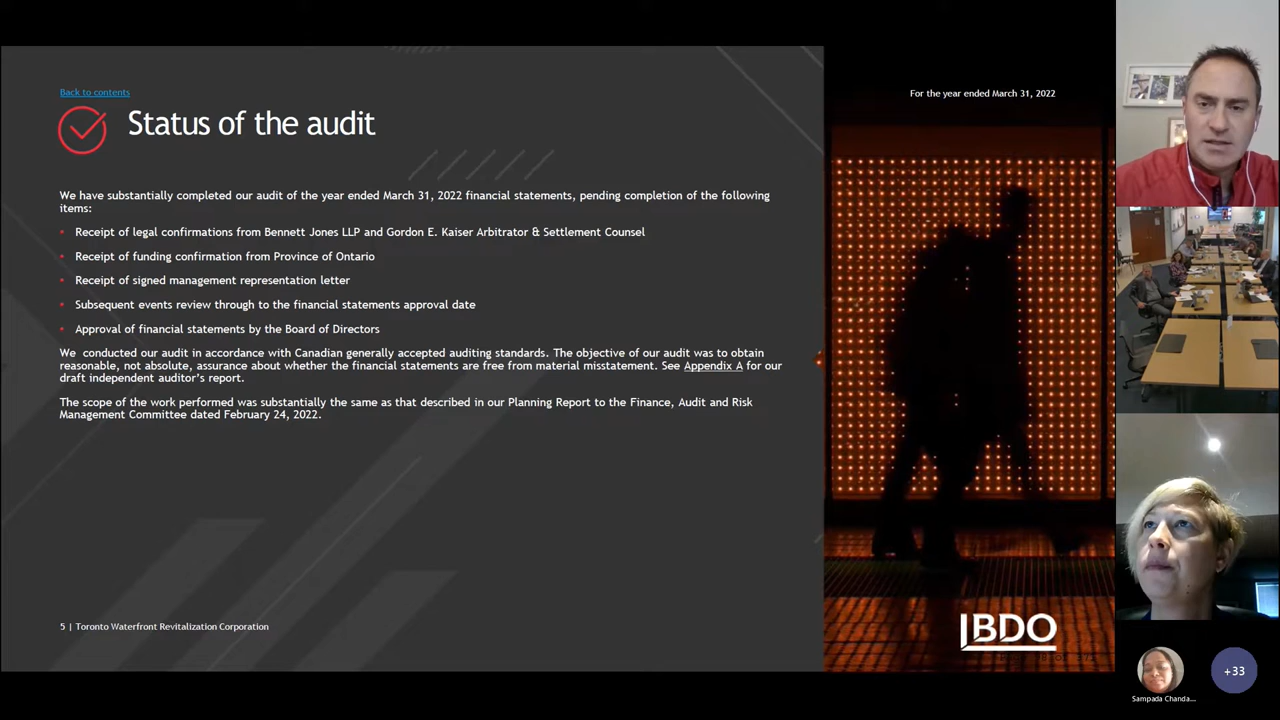 Back to contents
For the year ended March 31, 2022
Status of the audit
We have substantially completed our audit of the year ended March 31, 2022 financial statements, pending completion of the following
items:
• Receipt of legal confirmations from Bennett Jones LLP and Gordon E. Kaiser Arbitrator & Settlement Counsel
• Receipt of funding confirmation from Province of Ontario
• Receipt of signed management representation letter
• Subsequent events review through to the financial statements approval date
• Approval of financial statements by the Board of Directors
We conducted our audit in accordance with Canadian generally accepted auditing standards. The objective of our audit was to obtain
reasonable, not absolute, assurance about whether the financial statements are free from material misstatement. See Appendix A for our
draft independent auditor's report.
The scope of the work performed was substantially the same as that described in our Planning Report to the Finance, Audit and Risk
Management Committee dated February 24, 2022.
5 | Toronto Waterfront Revitalization Corporation
BDO
+33
Sampada Chanda...